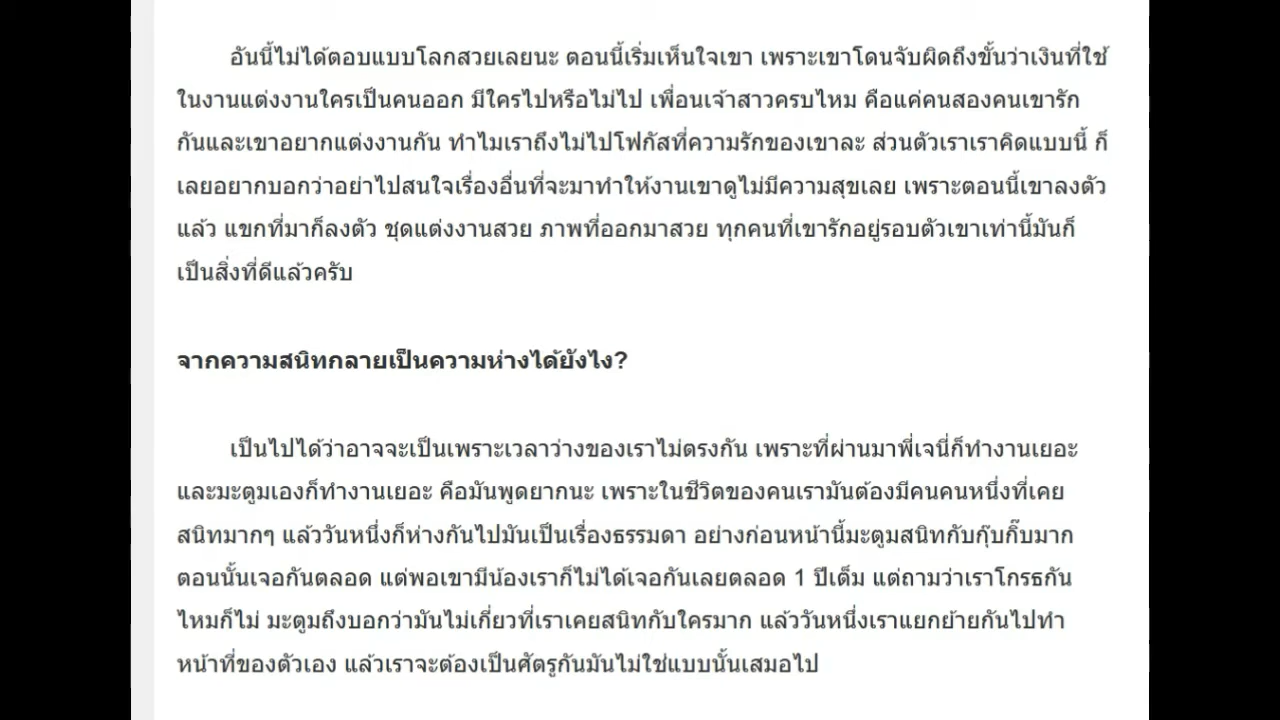 อันนี้ไม่ได้ตอบแบบโลกสวยเลยนะ ตอนนี้เริ่มเห็นใจเขา เพราะเขาโดนจับผิดถึงขั้นว่าเงินที่ใช้
ในงานแต่งงานใครเป็นคนออก มีใครไปหรือไม่ไป เพื่อนเจ้าสาวครบไหม คือแค่คนสองคนเขารัก
กันและเขาอยากแต่งงานกัน ทำไมเราถึงไม่ไปโฟกัสที่ความรักของเขาละ ส่วนตัวเราเราคิดแบบนี้ ก็
เลยอยากบอกว่าอย่าไปสนใจเรื่องอื่นที่จะมาทำให้งานเขาดูไม่มีความสุขเลย เพราะตอนนี้เขาลงตัว
แล้ว แขกที่มาก็ลงตัว ชุดแต่งงานสวย ภาพที่ออกมาสวย ทุกคนที่เขารักอยู่รอบตัวเขาเท่านี้มันก็
เป็นสิ่งที่ดีแล้วครับ
จากความสนิทกลายเป็นความห่างได้ยังไง?
เป็นไปได้ว่าอาจจะเป็นเพราะเวลาว่างของเราไม่ตรงกัน เพราะที่ผ่านมาพี่เจนี่ก็ทำงานเยอะ
และมะตูมเองก็ทำงานเยอะ คือมันพูดยากนะ เพราะในชีวิตของคนเรามันต้องมีคนคนหนึ่งที่เคย
สนิทมากๆ แล้ววันหนึ่งก็ห่างกันไปมันเป็นเรื่องธรรมดา อย่างก่อนหน้านี้มะตูมสนิทกับกุ๊บกิ๊บมาก
ตอนนั้นเจอกันตลอด แต่พอเขามีน้องเราก็ไม่ได้เจอกันเลยตลอด 1 ปีเต็ม แต่ถามว่าเราโกรธกัน
ไหมก็ไม่ มะตูมถึงบอกว่ามันไม่เกี่ยวที่เราเคยสนิทกับใครมาก แล้ววันหนึ่งเราแยกย้ายกันไปทำ
หน้าที่ของตัวเอง แล้วเราจะต้องเป็นศัตรูกันมันไม่ใช่แบบนั้นเสมอไป